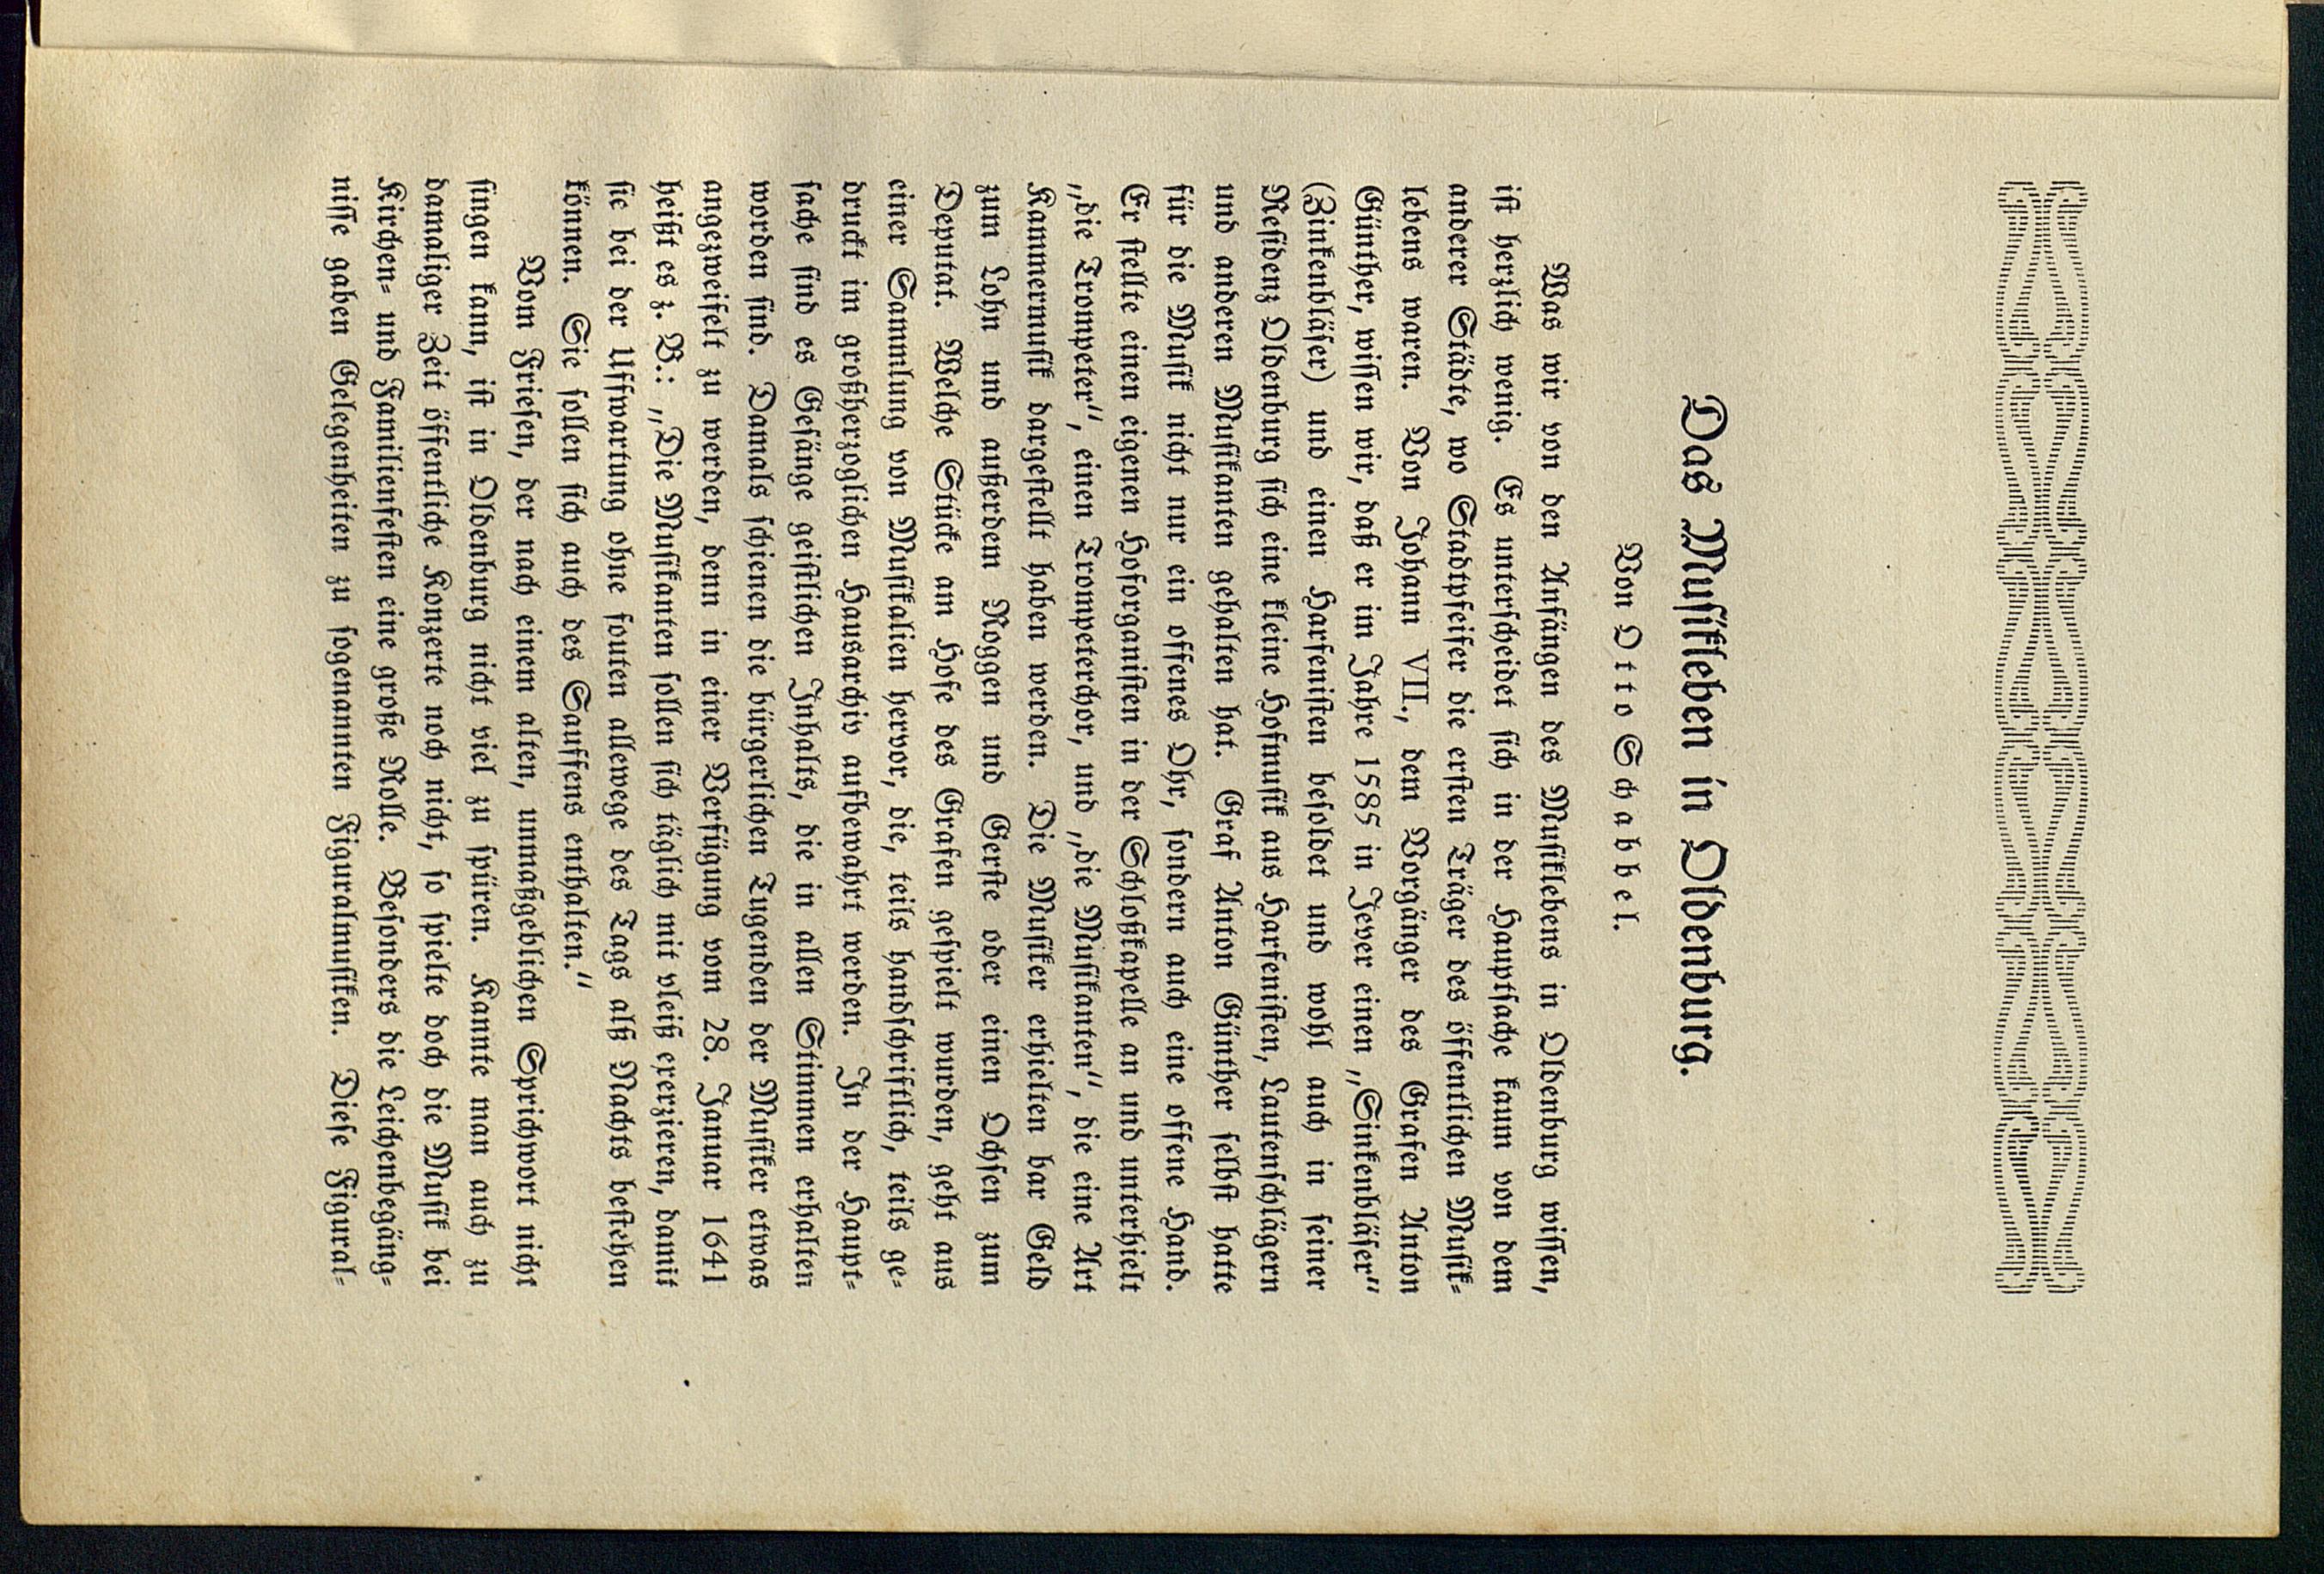 Das Musikleben in Oldenburg.
Von Otto Schabbel.
Was wir von den Anfängen des Musiklebens in Oldenburg wissen,
ist herzlich wenig. Es unterscheidet sich in der Hauptsache kaum von dem
anderer Städte, wo Stadtpfeifer die ersten Träger des öffentlichen Musik-
lebens waren. Von Johann VII., dem Vorgänger des Grafen Anton
Günther, wissen wir, daß er im Jahre 1585 in Jever einen „Sinkenbläser"
(Zinkenbläser) und einen Harfenisten besoldet und wohl auch in seiner
Residenz Oldenburg sich eine kleine Hofmusik aus Harfenisten, Lautenschlägern
und anderen Musikanten gehalten hat. Graf Anton Günther selbst hatte
für die Musik nicht nur ein offenes Ohr, sondern auch eine offene Hand.
Er stellte einen eigenen Hoforganisten in der Schloßkapelle an und unterhielt
„die Trompeter", einen Trompeterchor, und „die Musikanten", die eine Art
Kammermusik dargestellt haben werden. Die Musiker erhielten bar Geld
zum Lohn und außerdem Roggen und Gerste oder einen Ochsen zum
Deputat. Welche Stücke am Hofe des Grafen gespielt wurden, geht aus
einer Sammlung von Musikalien hervor, die, teils handschriftlich, teils ge-
druckt im großherzoglichen Hausarchiv aufbewahrt werden. In der Haupt-
sache sind es Gesänge geistlichen Inhalts, die in allen Stimmen erhalten
worden sind. Damals schienen die bürgerlichen Tugenden der Musiker etwas
angezweifelt zu werden, denn in einer Verfügung vom 28. Januar 1641
heißt es z. B.: „Die Musikanten sollen sich täglich mit vleiß exerzieren, damit
sie bei der Uffwartung ohne fouten allewege des Tags alß Nachts bestehen
können. Sie sollen sich auch des Sauffens enthalten."
Vom Friesen, der nach einem alten, unmaßgeblichen Sprichwort nicht
singen kann, ist in Oldenburg nicht viel zu spüren. Kannte man auch zu
damaliger Zeit öffentliche Konzerte noch nicht, so spielte doch die Musik bei
Kirchen- und Familienfesten eine große Rolle. Besonders die Leichenbegäng-
nisse gaben Gelegenheiten zu sogenannten Figuralmusiken. Diese Figural-